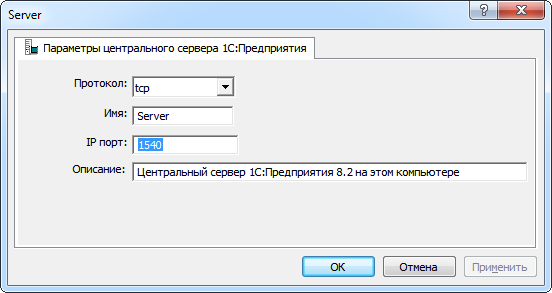 Server
Параметры центрального сервера 1С:Предприятия
Протокол: tcp
Имя: Server
IP порт: 1540
Описание: Центральный сервер 1С:Предприятия 8.2 на этом компьютере
OK Отмена Применить